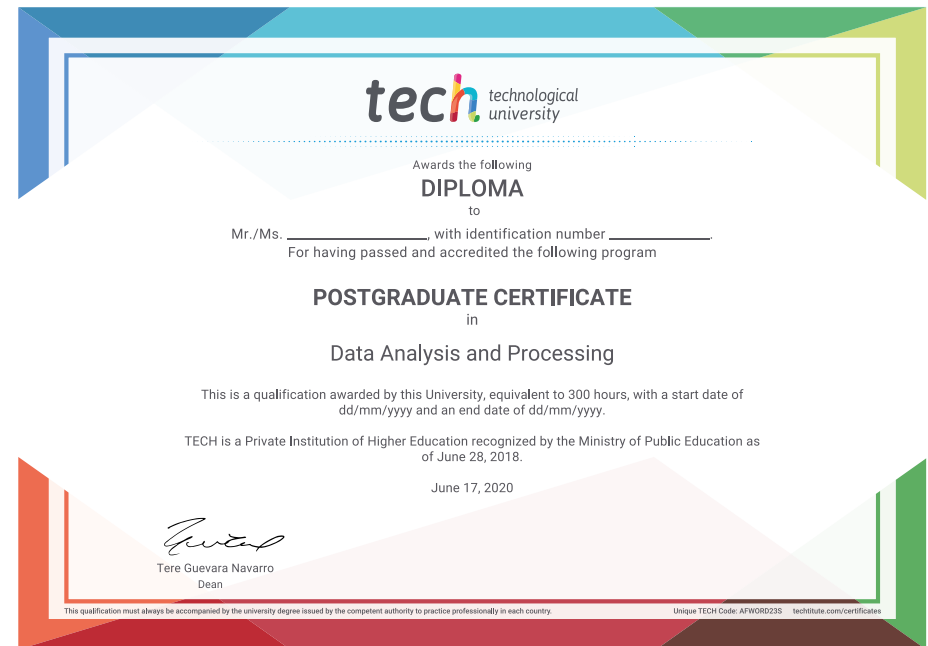 tech technological
university
Awards the following
DIPLOMA
to
Mr./Ms. ____________________, with identification number ______________.
For having passed and accredited the following program
POSTGRADUATE CERTIFICATE
in
Data Analysis and Processing
This is a qualification awarded by this University, equivalent to 300 hours, with a start date of
dd/mm/yyyy and an end date of dd/mm/yyyy.
TECH is a Private Institution of Higher Education recognized by the Ministry of Public Education as
of June 28, 2018.
June 17, 2020
Tere Guevara Navarro
Dean
This qualification must always be accompanied by the university degree issued by the competent authority to practice professionally in each country. Unique TECH Code: AFWORD23S techtitute.com/certificates